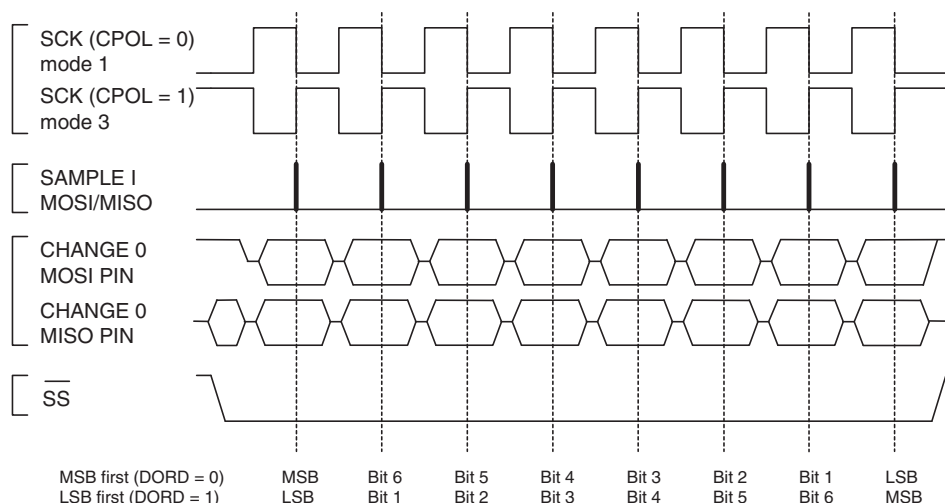 SCK (CPOL = 0)
mode 1
SCK (CPOL = 1)
mode 3
SAMPLE I
MOSI/MISO
CHANGE 0
MOSI PIN
CHANGE 0
MISO PIN
SS
MSB first (DORD = 0) MSB Bit 6 Bit 5 Bit 4 Bit 3 Bit 2 Bit 1 LSB
LSB first (DORD = 1) LSB Bit 1 Bit 2 Bit 3 Bit 4 Bit 5 Bit 6 MSB